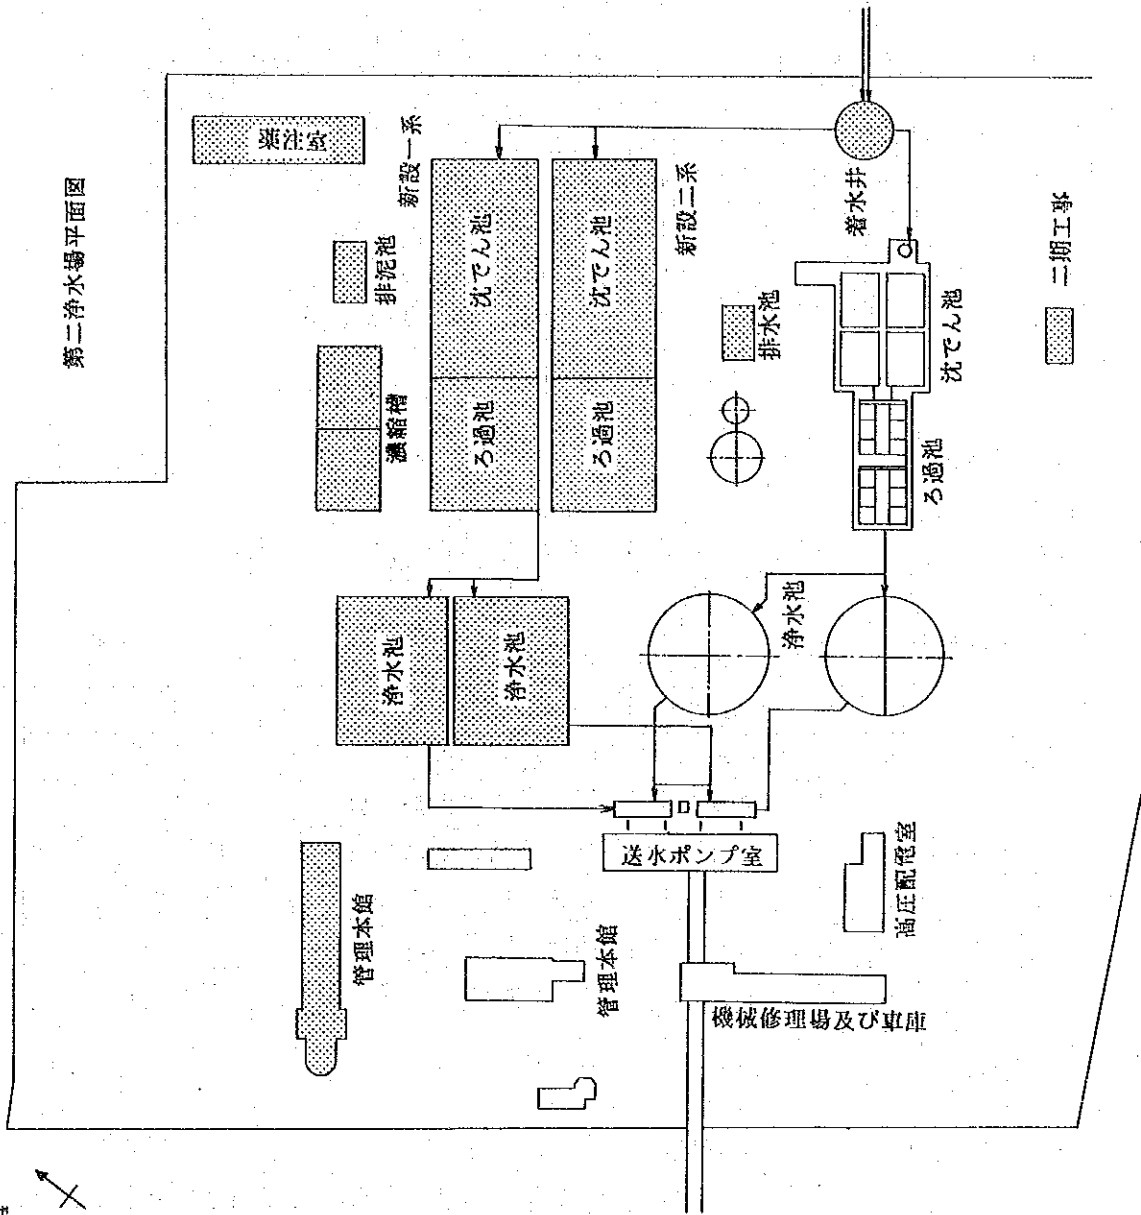 第二浄水場平面図
薬注室
新設一系
沈でん池
沈でん池
新設二系
着水井
排泥池
排水池
沈でん池
二期工事
濃縮槽
ろ過池
ろ過池
ろ過池
浄水池
浄水池
浄水池
送水ポンプ室
高圧配電室
管理本館
管理本館
機械修理場及び車庫